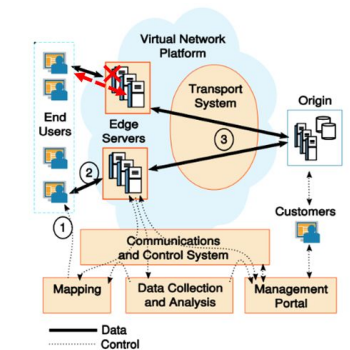 Virtual Network
Platform
Transport
System
Origin
End
Users
Edge
Servers
3
2
1
Customers
Communications
and Control System
Mapping
Data Collection
and Analysis
Management
Portal
Data
Control